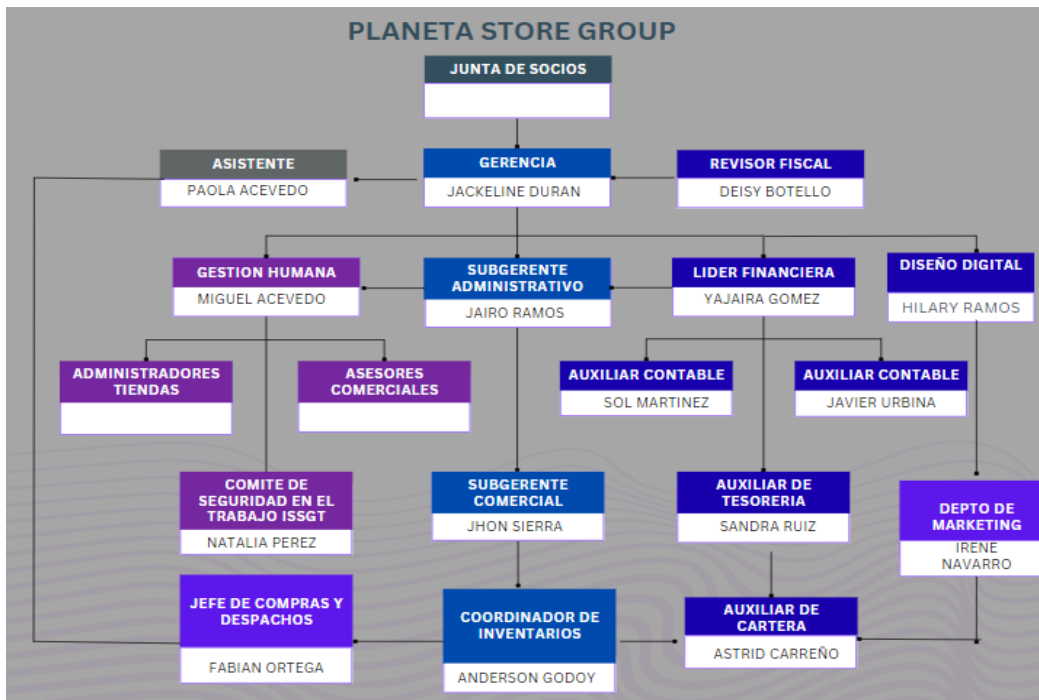 PLANETA STORE GROUP
JUNTA DE SOCIOS
ASISTENTE
PAOLA ACEVEDO
GERENCIA
JACKELINE DURAN
REVISOR FISCAL
DEISY BOTELLO
GESTION HUMANA
MIGUEL ACEVEDO
SUBGERENTE
ADMINISTRATIVO
JAIRO RAMOS
LIDER FINANCIERA
YAJAIRA GOMEZ
DISEÑO DIGITAL
HILARY RAMOS
ADMINISTRADORES
TIENDAS
ASESORES
COMERCIALES
AUXILIAR CONTABLE
SOL MARTINEZ
AUXILIAR CONTABLE
JAVIER URBINA
COMITE DE
SEGURIDAD EN EL
TRABAJO ISSGT
NATALIA PEREZ
SUBGERENTE
COMERCIAL
JHON SIERRA
AUXILIAR DE
TESORERIA
SANDRA RUIZ
DEPTO DE
MARKETING
IRENE
NAVARRO
JEFE DE COMPRAS Y
DESPACHOS
FABIAN ORTEGA
COORDINADOR DE
INVENTARIOS
ANDERSON GODOY
AUXILIAR DE
CARTERA
ASTRID CARREÑO